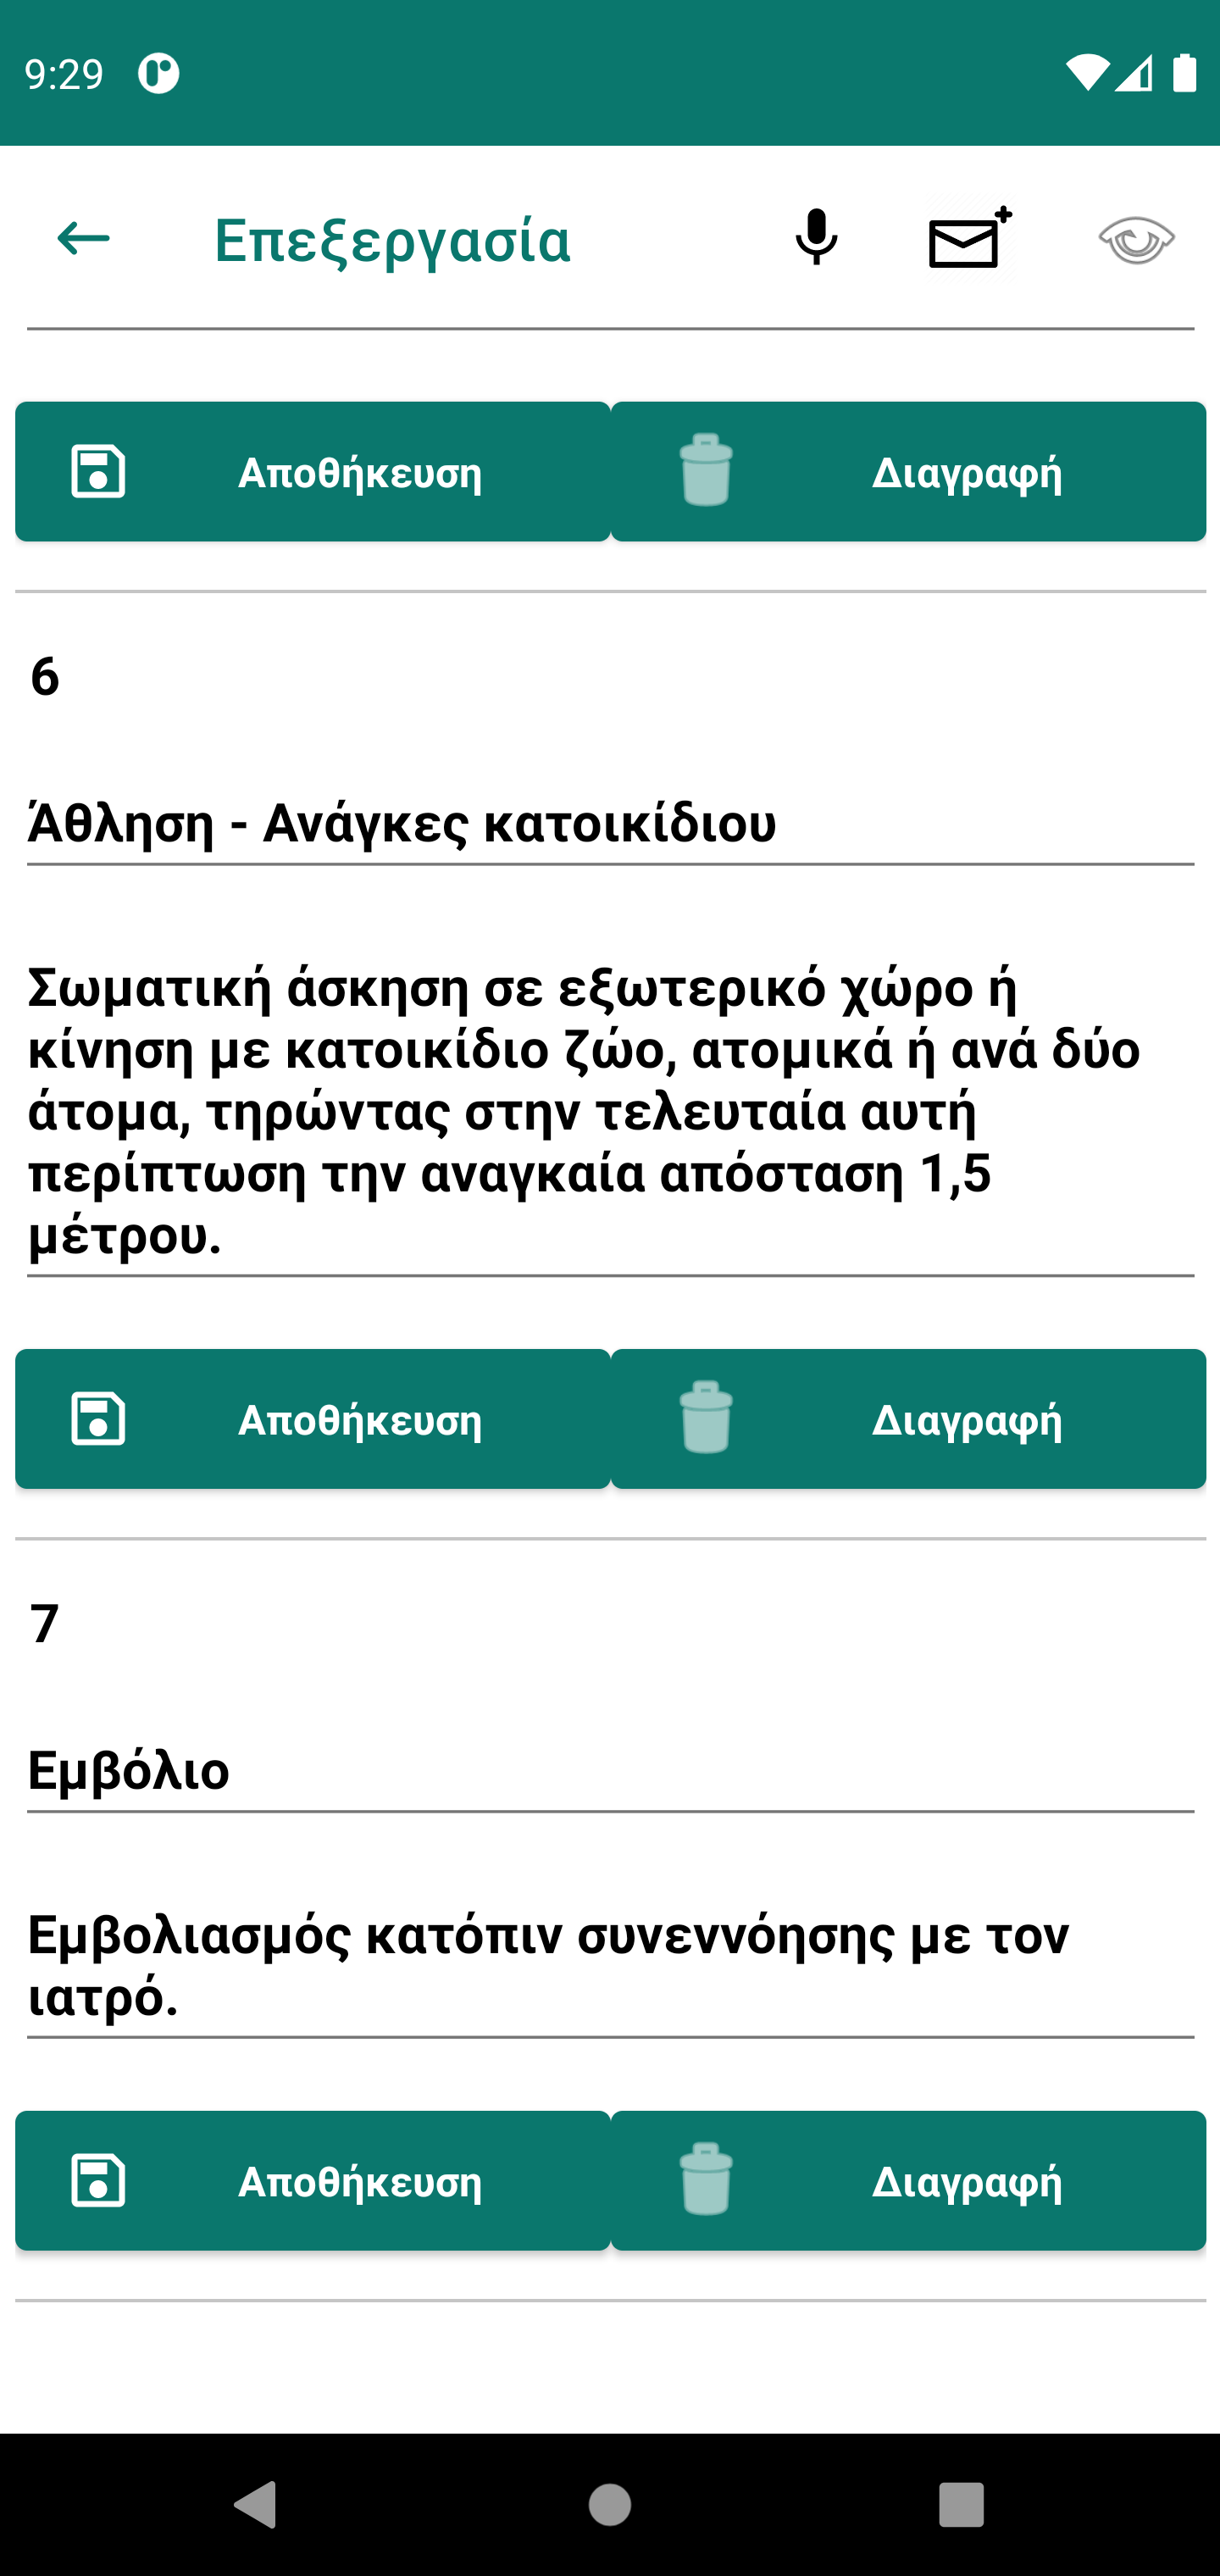 9:29
Επεξεργασία
Αποθήκευση
Διαγραφή
6
Άθληση - Ανάγκες κατοικίδιου
Σωματική άσκηση σε εξωτερικό χώρο ή
κίνηση με κατοικίδιο ζώο, ατομικά ή ανά δύο
άτομα, τηρώντας στην τελευταία αυτή
περίπτωση την αναγκαία απόσταση 1,5
μέτρου.
Αποθήκευση
Διαγραφή
7
Εμβόλιο
Εμβολιασμός κατόπιν συνεννόησης με τον
ιατρό.
Αποθήκευση
Διαγραφή